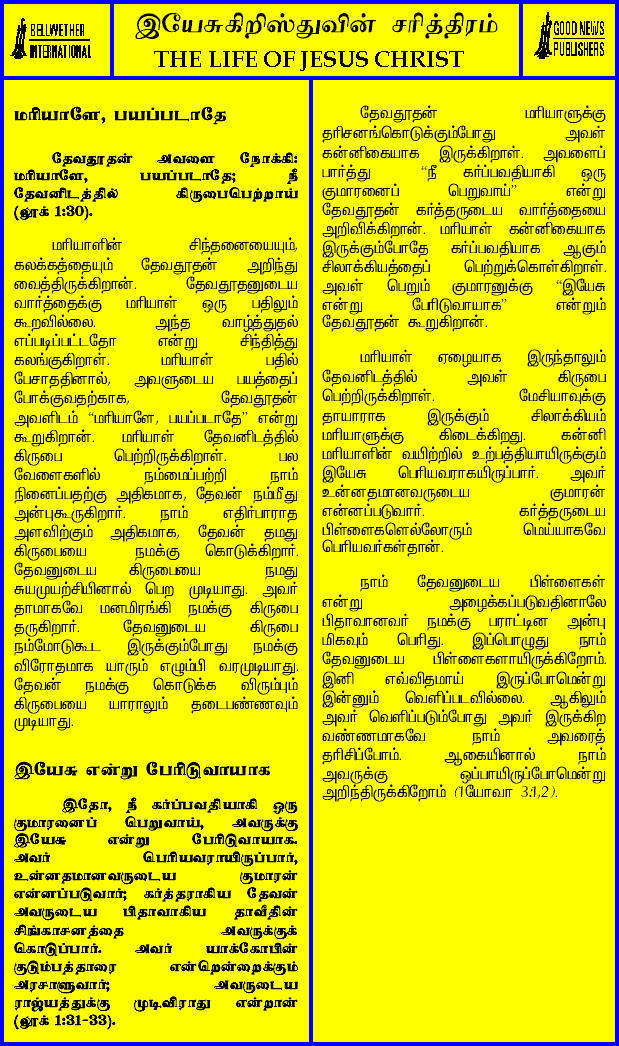 BELLWETHER
INTERNATIONAL
இயேசுகிறிஸ்துவின் சரித்திரம்
THE LIFE OF JESUS CHRIST
GOOD NEWS
PUBLISHERS
மரியாளே, பயப்படாதே
தேவதூதன் அவளை நோக்கி:
மரியாளே, பயப்படாதே; நீ
தேவனிடத்தில் கிருபைபெற்றாய்
(லூக் 1:30).
மரியாளின் சிந்தனையையும்,
கலக்கத்தையும் தேவதூதன் அறிந்து
வைத்திருக்கிறான். தேவதூதனுடைய
வார்த்தைக்கு மரியாள் ஒரு பதிலும்
கூறவில்லை. அந்த வாழ்த்துதல்
எப்படிப்பட்டதோ என்று சிந்தித்து
கலங்குகிறாள். மரியாள் பதில்
பேசாததினால், அவளுடைய பயத்தைப்
போக்குவதற்காக, தேவதூதன்
அவளிடம் “மரியாளே, பயப்படாதே” என்று
கூறுகிறான். மரியாள் தேவனிடத்தில்
கிருபை பெற்றிருக்கிறாள். பல
வேளைகளில் நம்மைப்பற்றி நாம்
நினைப்பதற்கு அதிகமாக, தேவன் நம்மீது
அன்புகூருகிறார். நாம் எதிர்பாராத
அளவிற்கும் அதிகமாக, தேவன் தமது
கிருபையை நமக்கு கொடுக்கிறார்.
தேவனுடைய கிருபையை நமது
சுயமுயற்சியினால் பெற முடியாது. அவர்
தாமாகவே மனமிரங்கி நமக்கு கிருபை
தருகிறார். தேவனுடைய கிருபை
நம்மோடுகூட இருக்கும்போது நமக்கு
விரோதமாக யாரும் எழும்பி வரமுடியாது.
தேவன் நமக்கு கொடுக்க விரும்பும்
கிருபையை யாராலும் தடைபண்ணவும்
முடியாது.
இயேசு என்று பேரிடுவாயாக
இதோ, நீ கர்ப்பவதியாகி ஒரு
குமாரனைப் பெறுவாய், அவருக்கு
இயேசு என்று பேரிடுவாயாக.
அவர் பெரியவராயிருப்பார்,
உன்னதமானவருடைய குமாரன்
என்னப்படுவார்; கர்த்தராகிய தேவன்
அவருடைய பிதாவாகிய தாவீதின்
சிங்காசனத்தை அவருக்குக்
கொடுப்பார். அவர் யாக்கோபின்
குடும்பத்தாரை என்றென்றைக்கும்
அரசாளுவார்; அவருடைய
ராஜ்யத்துக்கு முடிவிராது என்றான்
(லூக் 1:31-33).
தேவதூதன் மரியாளுக்கு
தரிசனங்கொடுக்கும்போது அவள்
கன்னிகையாக இருக்கிறாள். அவளைப்
பார்த்து “நீ கர்ப்பவதியாகி ஒரு
குமாரனைப் பெறுவாய்” என்று
தேவதூதன் கர்த்தருடைய வார்த்தையை
அறிவிக்கிறான். மரியாள் கன்னிகையாக
இருக்கும்போதே கர்ப்பவதியாக ஆகும்
சிலாக்கியத்தைப் பெற்றுக்கொள்கிறாள்.
அவள் பெறும் குமாரனுக்கு “இயேசு
என்று பேரிடுவாயாக” என்றும்
தேவதூதன் கூறுகிறான்.
மரியாள் ஏழையாக இருந்தாலும்
தேவனிடத்தில் அவள் கிருபை
பெற்றிருக்கிறாள். மேசியாவுக்கு
தாயாராக இருக்கும் சிலாக்கியம்
மரியாளுக்கு கிடைக்கிறது. கன்னி
மரியாளின் வயிற்றில் உற்பத்தியாயிருக்கும்
இயேசு பெரியவராயிருப்பார். அவர்
உன்னதமானவருடைய குமாரன்
என்னப்படுவார். கர்த்தருடைய
பிள்ளைகளெல்லோரும் மெய்யாகவே
பெரியவர்கள்தான்.
நாம் தேவனுடைய பிள்ளைகள்
என்று அழைக்கப்படுவதினாலே
பிதாவானவர் நமக்கு பாராட்டின அன்பு
மிகவும் பெரிது. இப்பொழுது நாம்
தேவனுடைய பிள்ளைகளாயிருக்கிறோம்.
இனி எவ்விதமாய் இருப்போமென்று
இன்னும் வெளிப்படவில்லை. ஆகிலும்
அவர் வெளிப்படும்போது அவர் இருக்கிற
வண்ணமாகவே நாம் அவரைத்
தரிசிப்போம். ஆகையினால் நாம்
அவருக்கு ஒப்பாயிருப்போமென்று
அறிந்திருக்கிறோம் (1யோவா 3:1,2).